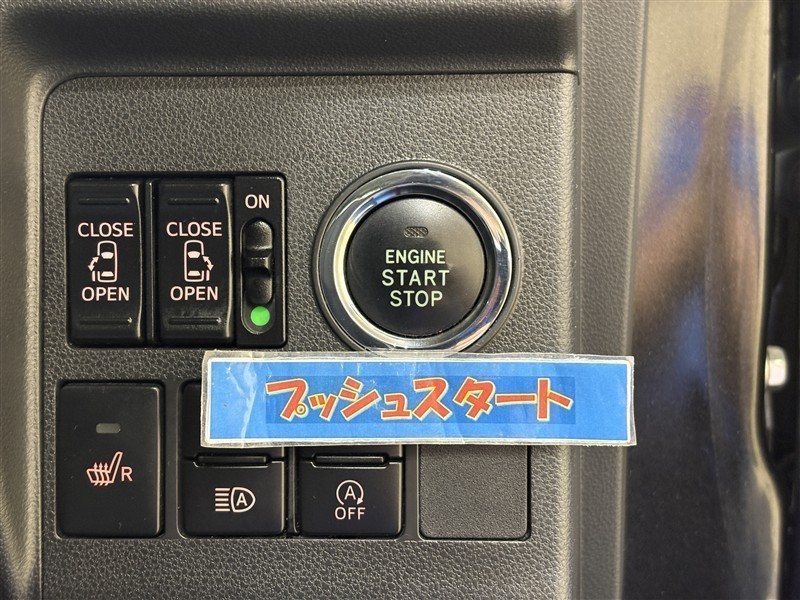 CLOSE
OPEN
CLOSE
OPEN
ON
ENGINE
START
STOP
プッシュスタート
R
A
A
OFF